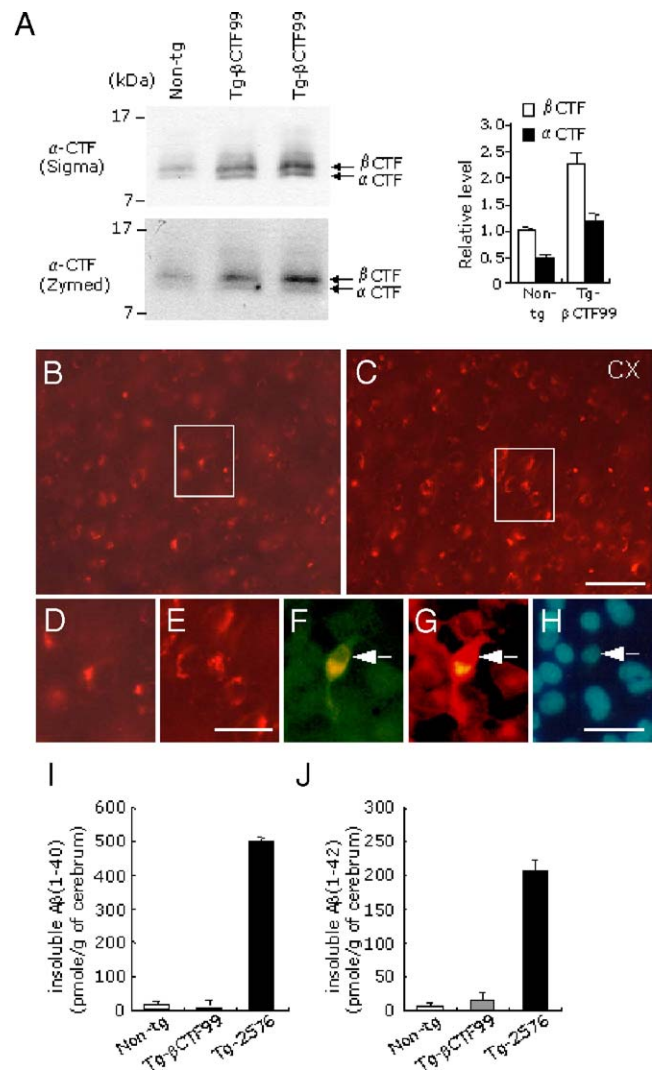 A
(kDa)
Non-tg
Tg-βCTF99
Tg-βCTF99
17
α-CTF
(Sigma)
βCTF
αCTF
7
17
α-CTF
(Zymed)
βCTF
αCTF
7
βCTF
αCTF
Relative level
3.0
2.5
2.0
1.5
1.0
0.5
0
Non-
tg
Tg-
βCTF99
B
C
CX
D
E
F
G
H
I
insoluble Aβ(1-40)
(pmole/g of cerebrum)
600
500
400
300
200
100
0
Non-tg
Tg-βCTF99
Tg-2576
J
insoluble Aβ(1-42)
(pmole/g of cerebrum)
300
250
200
150
100
50
0
Non-tg
Tg-βCTF99
Tg-2576